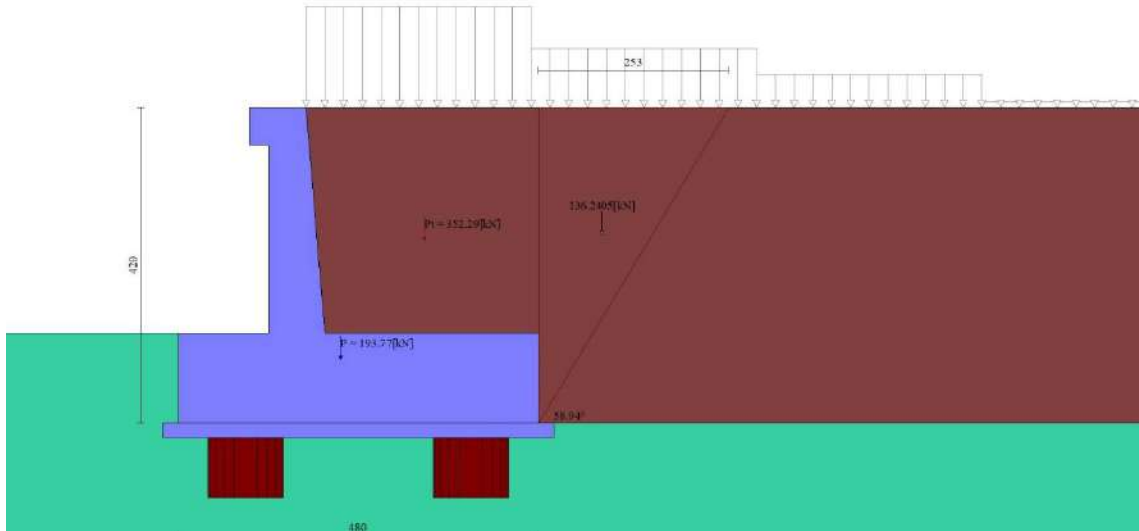 253
136.2405[kN]
Pt = 352.29[kN]
420
P = 193.77[kN]
58.94°
480